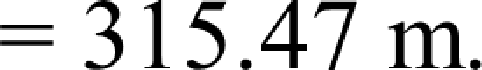 = 315.47 m.